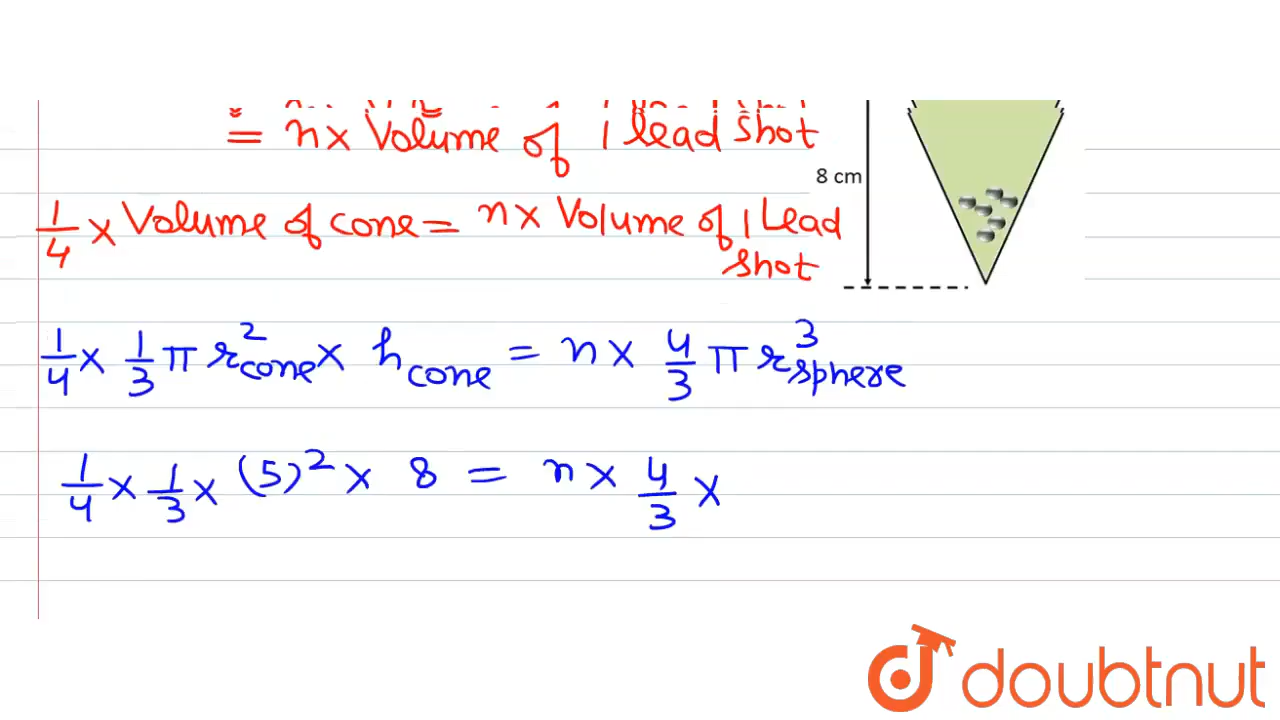 = n × Volume of 1 lead shot
8 cm
1/4 × Volume of cone = n × Volume of 1 Lead
shot
1/4 × 1/3 π r²cone × hcone = n × 4/3 π r³sphere
1/4 × 1/3 × (5)² × 8 = n × 4/3 ×
doubtnut